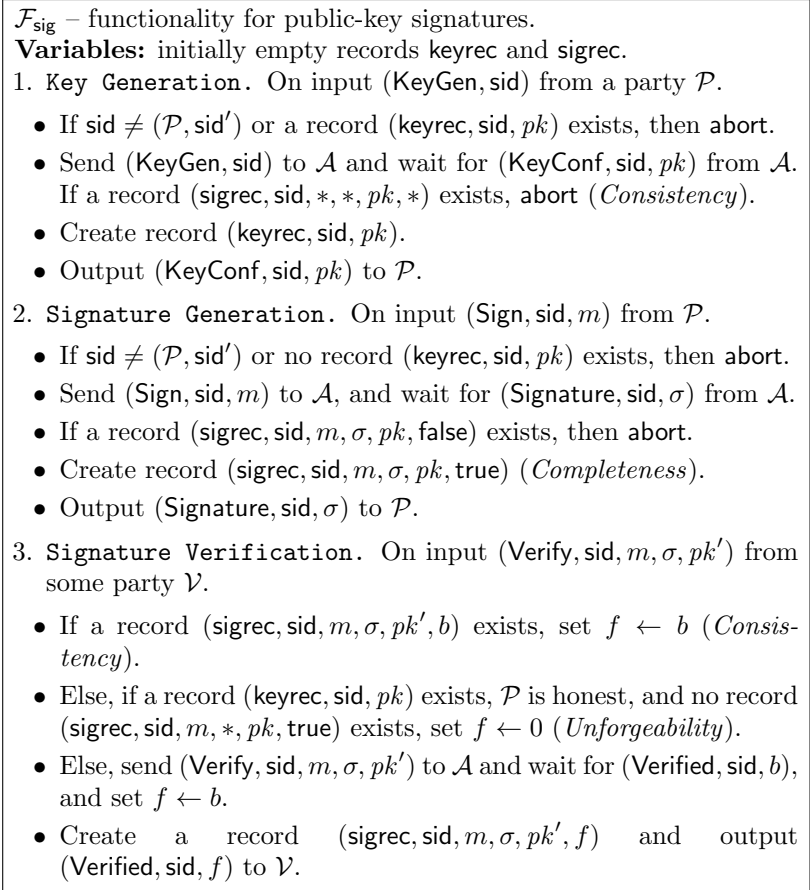 ℱ_sig – functionality for public-key signatures.
Variables: initially empty records keyrec and sigrec.
1. Key Generation. On input (KeyGen, sid) from a party 𝒫.
• If sid ≠ (𝒫, sid′) or a record (keyrec, sid, pk) exists, then abort.
• Send (KeyGen, sid) to 𝒜 and wait for (KeyConf, sid, pk) from 𝒜.
If a record (sigrec, sid, *, *, pk, *) exists, abort (Consistency).
• Create record (keyrec, sid, pk).
• Output (KeyConf, sid, pk) to 𝒫.
2. Signature Generation. On input (Sign, sid, m) from 𝒫.
• If sid ≠ (𝒫, sid′) or no record (keyrec, sid, pk) exists, then abort.
• Send (Sign, sid, m) to 𝒜, and wait for (Signature, sid, σ) from 𝒜.
• If a record (sigrec, sid, m, σ, pk, false) exists, then abort.
• Create record (sigrec, sid, m, σ, pk, true) (Completeness).
• Output (Signature, sid, σ) to 𝒫.
3. Signature Verification. On input (Verify, sid, m, σ, pk′) from
some party 𝒱.
• If a record (sigrec, sid, m, σ, pk′, b) exists, set f ← b (Consis-
tency).
• Else, if a record (keyrec, sid, pk) exists, 𝒫 is honest, and no record
(sigrec, sid, m, *, pk, true) exists, set f ← 0 (Unforgeability).
• Else, send (Verify, sid, m, σ, pk′) to 𝒜 and wait for (Verified, sid, b),
and set f ← b.
• Create a record (sigrec, sid, m, σ, pk′, f) and output
(Verified, sid, f) to 𝒱.